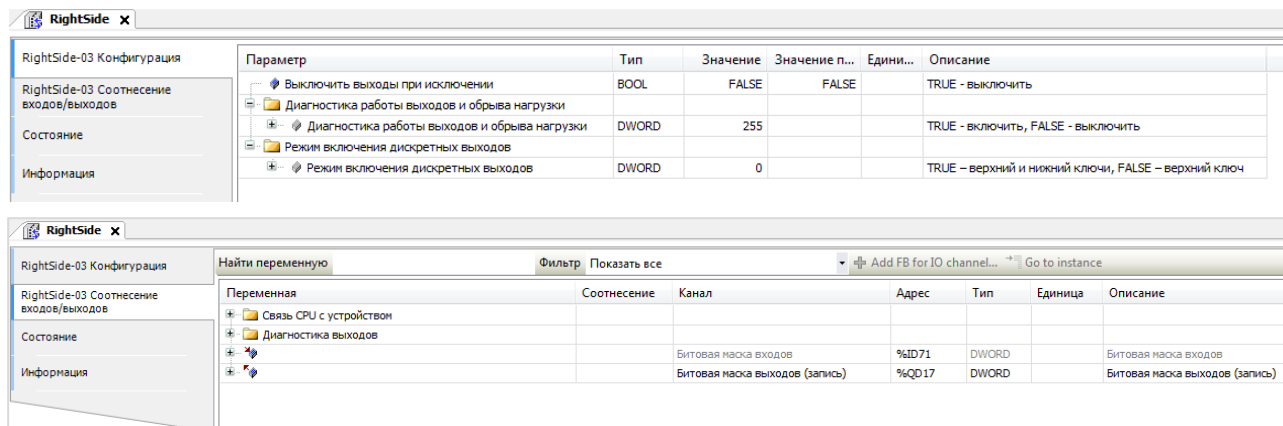 RightSide x
RightSide-03 Конфигурация
RightSide-03 Соотнесение
входов/выходов
Состояние
Информация
Параметр Тип Значение Значение п... Едини... Описание
Выключить выходы при исключении BOOL FALSE FALSE TRUE - выключить
Диагностика работы выходов и обрыва нагрузки
Диагностика работы выходов и обрыва нагрузки DWORD 255 TRUE - включить, FALSE - выключить
Режим включения дискретных выходов
Режим включения дискретных выходов DWORD 0 TRUE – верхний и нижний ключи, FALSE – верхний ключ
RightSide x
RightSide-03 Конфигурация
RightSide-03 Соотнесение
входов/выходов
Состояние
Информация
Найти переменную Фильтр Показать все Add FB for IO channel... Go to instance
Переменная Соотнесение Канал Адрес Тип Единица Описание
Связь CPU с устройством
Диагностика выходов
Битовая маска входов %ID71 DWORD Битовая маска входов
Битовая маска выходов (запись) %QD17 DWORD Битовая маска выходов (запись)